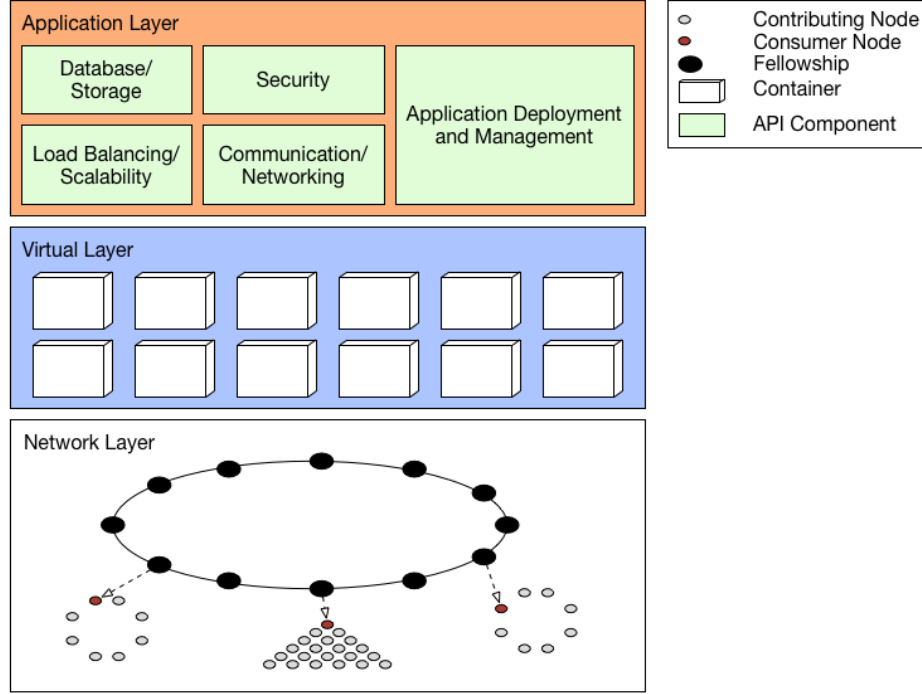 Application Layer
Database/
Storage
Security
Application Deployment
and Management
Load Balancing/
Scalability
Communication/
Networking
Virtual Layer
Network Layer
Contributing Node
Consumer Node
Fellowship
Container
API Component